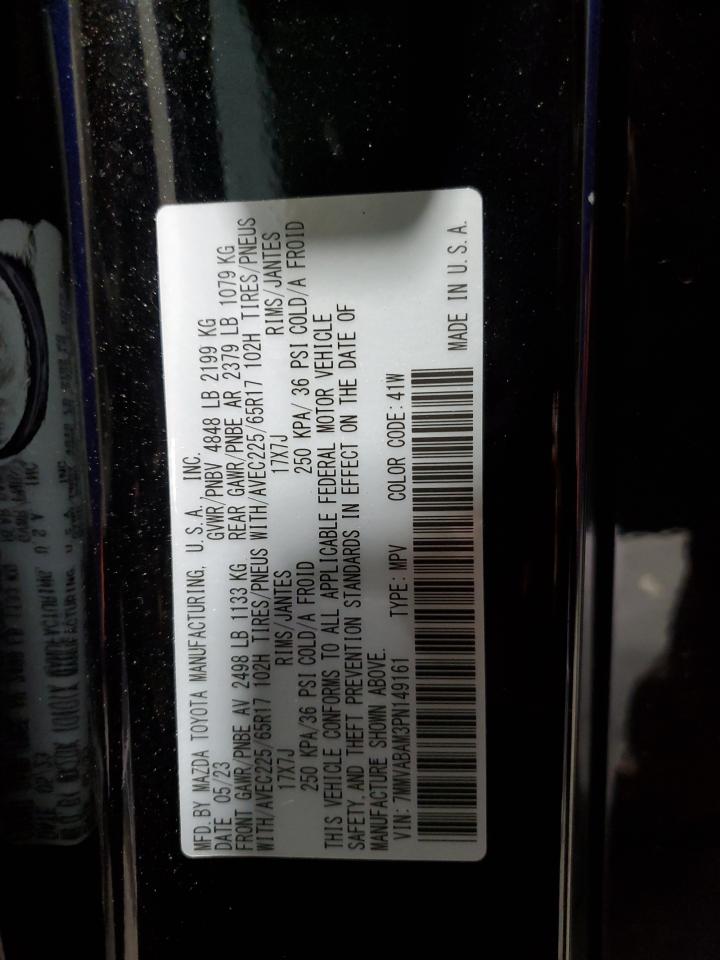 MFD. BY MAZDA TOYOTA MANUFACTURING, U.S.A. INC.
DATE 05/23 GVWR/PNBV 4848 LB 2199 KG
FRONT GAWR/PNBE AV 2498 LB 1133 KG REAR GAWR/PNBE AR 2379 LB 1079 KG
WITH/AVEC225/65R17 102H TIRES/PNEUS WITH/AVEC225/65R17 102H TIRES/PNEUS
17X7J RIMS/JANTES 17X7J RIMS/JANTES
250 KPA/36 PSI COLD/A FROID 250 KPA/ 36 PSI COLD/A FROID
THIS VEHICLE CONFORMS TO ALL APPLICABLE FEDERAL MOTOR VEHICLE
SAFETY,AND THEFT PREVENTION STANDARDS IN EFFECT ON THE DATE OF
MANUFACTURE SHOWN ABOVE.
VIN: 7MMVABAM3PN149161 TYPE: MPV COLOR CODE: 41W
MADE IN U.S.A.